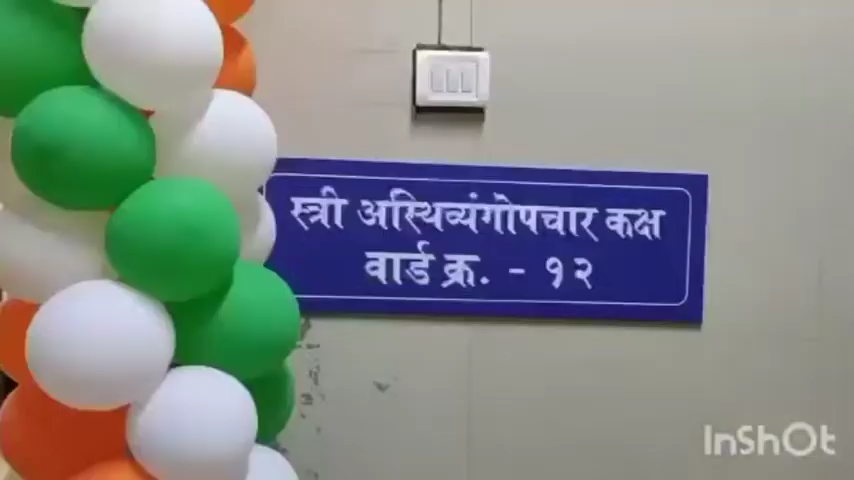 स्त्री अस्थिव्यंगोपचार कक्ष
वार्ड क्र. - १२
InShOt